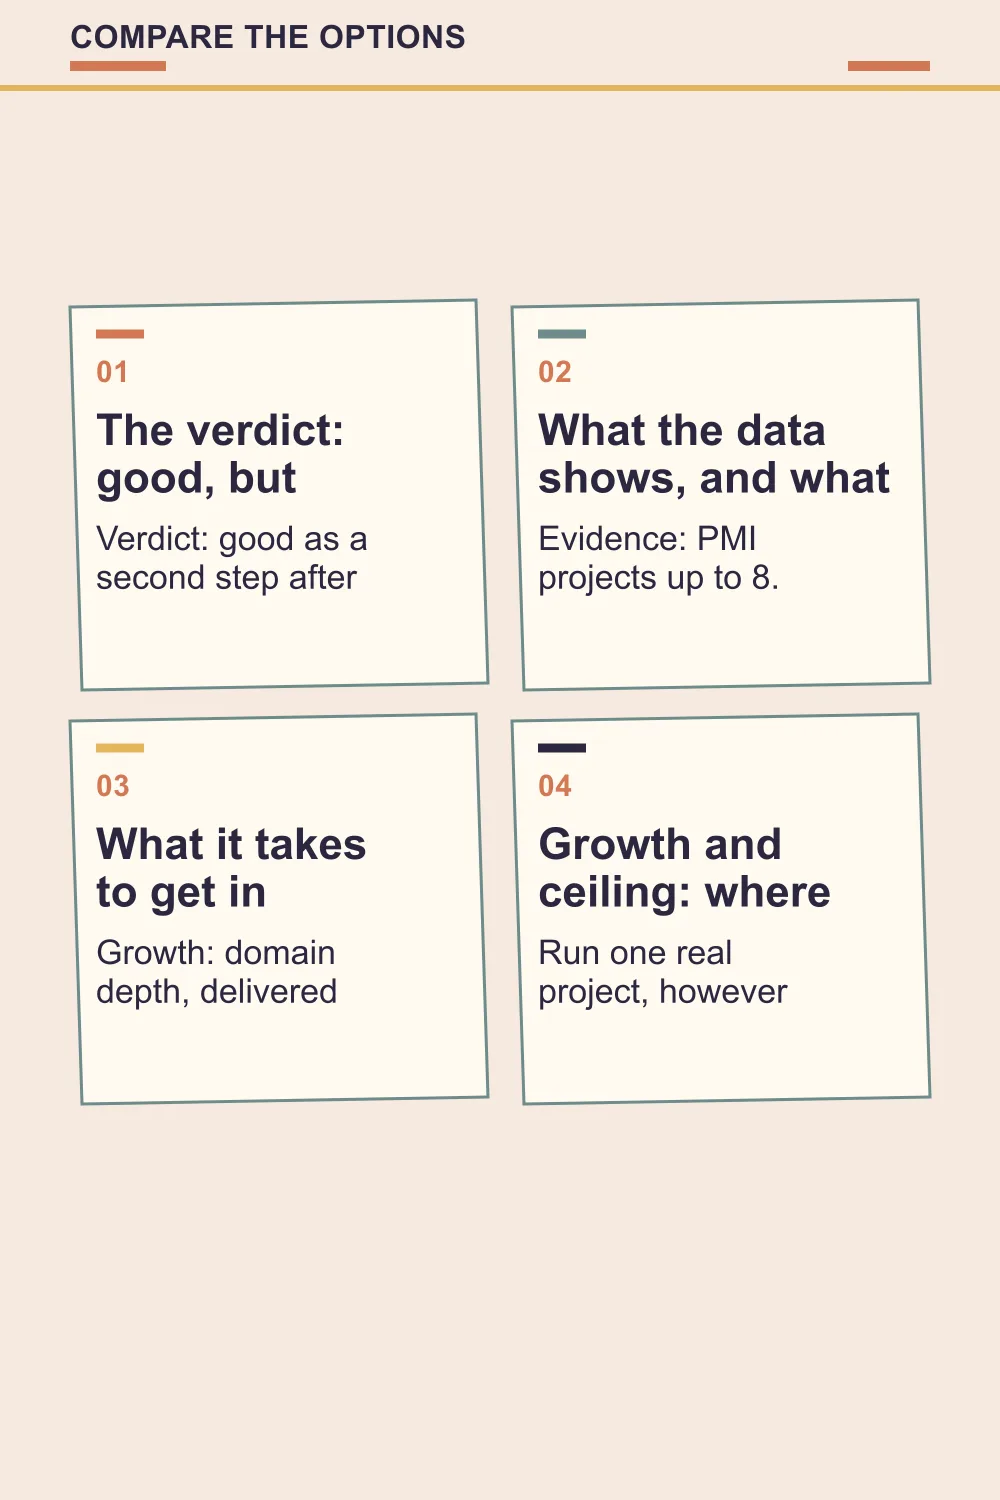 COMPARE THE OPTIONS
01
The verdict:
good, but
Verdict: good as a
second step after
02
What the data
shows, and what
Evidence: PMI
projects up to 8.
03
What it takes
to get in
Growth: domain
depth, delivered
04
Growth and
ceiling: where
Run one real
project, however